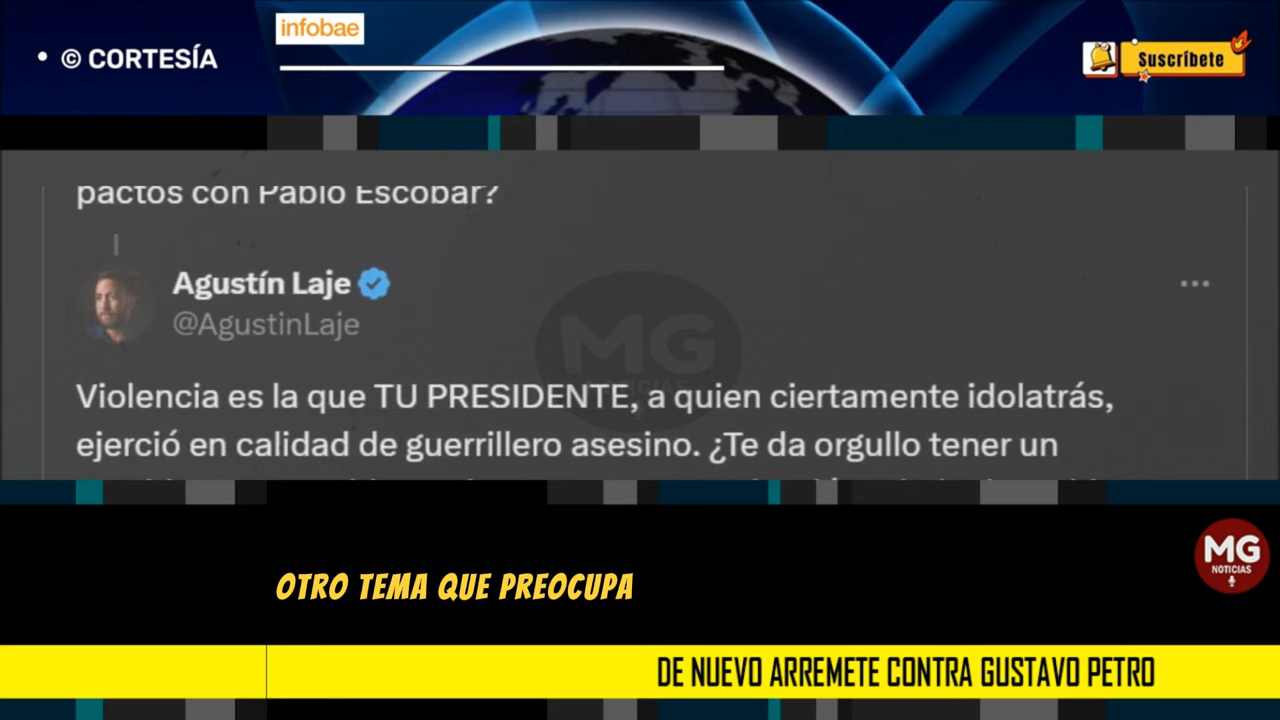 infobae
• © CORTESÍA
Suscríbete
pactos con Pablo Escobar?
Agustín Laje
@AgustinLaje
MG
NOTICIAS
Violencia es la que TU PRESIDENTE, a quien ciertamente idolatrás,
ejerció en calidad de guerrillero asesino. ¿Te da orgullo tener un
OTRO TEMA QUE PREOCUPA
MG
NOTICIAS
DE NUEVO ARREMETE CONTRA GUSTAVO PETRO